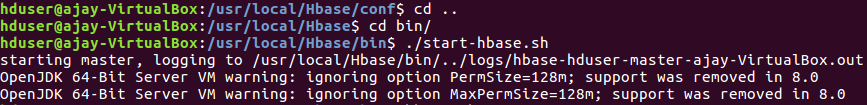 hduser@ajay-VirtualBox:/usr/local/Hbase/conf$ cd ..
hduser@ajay-VirtualBox:/usr/local/Hbase$ cd bin/
hduser@ajay-VirtualBox:/usr/local/Hbase/bin$ ./start-hbase.sh
starting master, logging to /usr/local/Hbase/bin/../logs/hbase-hduser-master-ajay-VirtualBox.out
OpenJDK 64-Bit Server VM warning: ignoring option PermSize=128m; support was removed in 8.0
OpenJDK 64-Bit Server VM warning: ignoring option MaxPermSize=128m; support was removed in 8.0